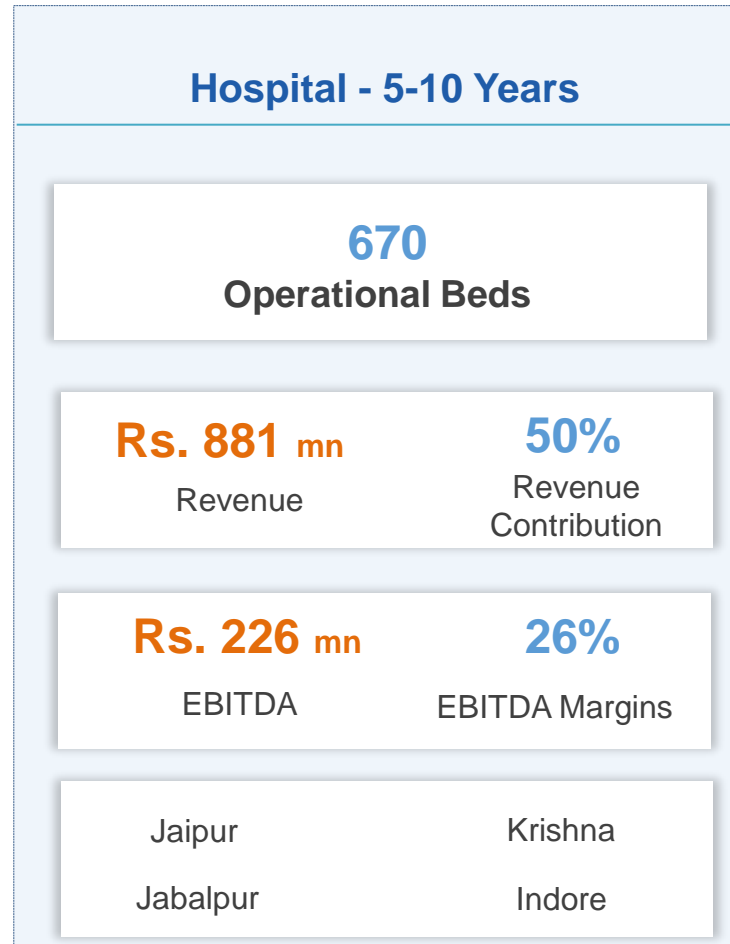 Hospital - 5-10 Years
670
Operational Beds
Rs. 881 mn
Revenue
50%
Revenue
Contribution
Rs. 226 mn
EBITDA
26%
EBITDA Margins
Jaipur
Krishna
Jabalpur
Indore